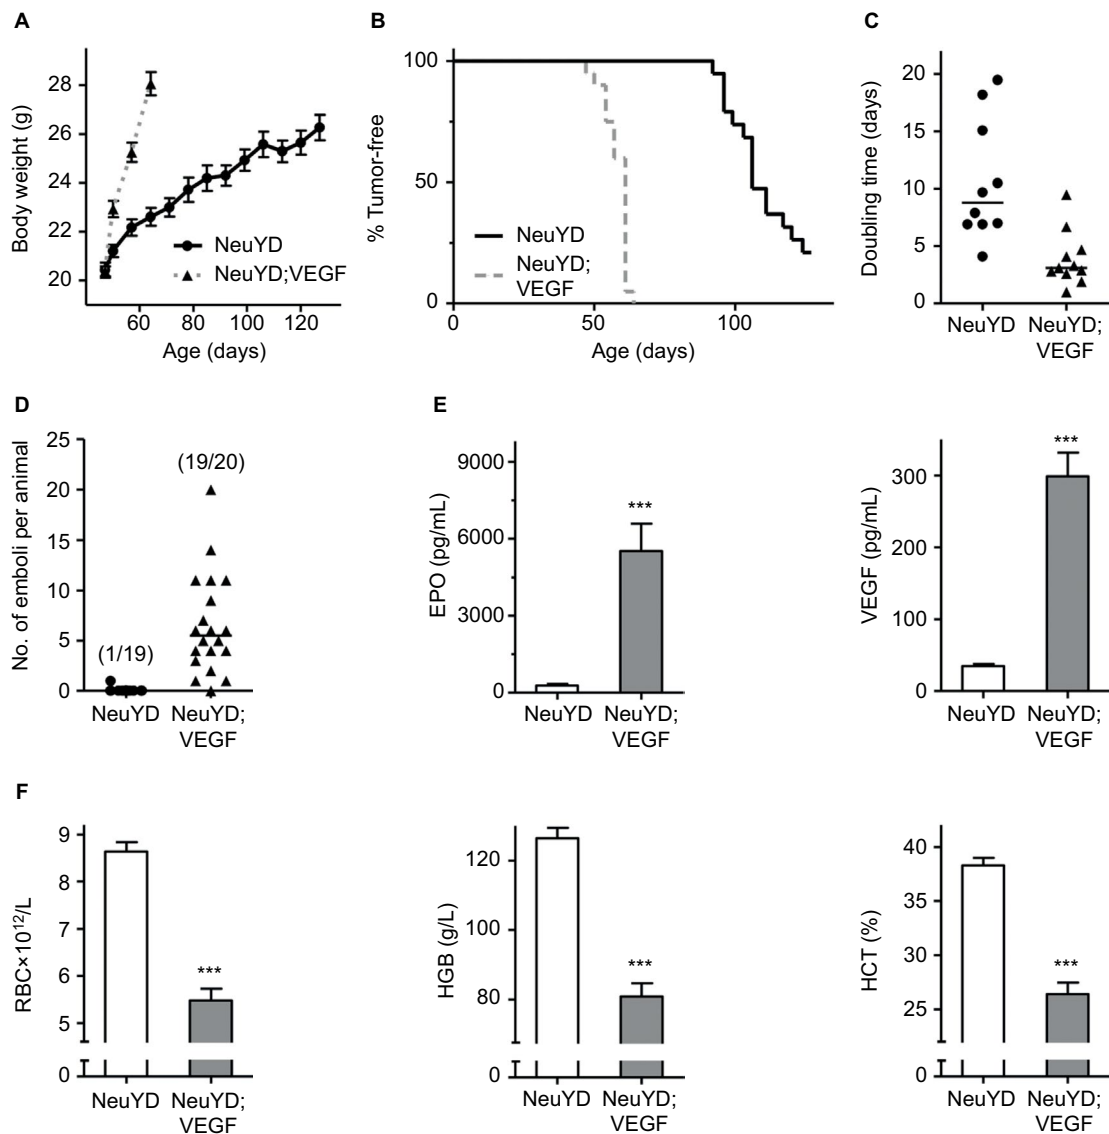 A
Body weight (g)
28
26
24
22
20
60
80
100
120
Age (days)
NeuYD
NeuYD;VEGF
B
% Tumor-free
100
50
0
0
50
100
Age (days)
NeuYD
NeuYD;
VEGF
C
Doubling time (days)
20
15
10
5
0
NeuYD
NeuYD;
VEGF
D
No. of emboli per animal
25
20
15
10
5
0
(1/19)
(19/20)
NeuYD
NeuYD;
VEGF
E
EPO (pg/mL)
9000
6000
3000
0
***
NeuYD
NeuYD;
VEGF
VEGF (pg/mL)
300
200
100
0
***
NeuYD
NeuYD;
VEGF
F
RBC×10¹²/L
9
8
7
6
5
0
***
NeuYD
NeuYD;
VEGF
HGB (g/L)
120
100
80
0
***
NeuYD
NeuYD;
VEGF
HCT (%)
40
35
30
25
0
***
NeuYD
NeuYD;
VEGF